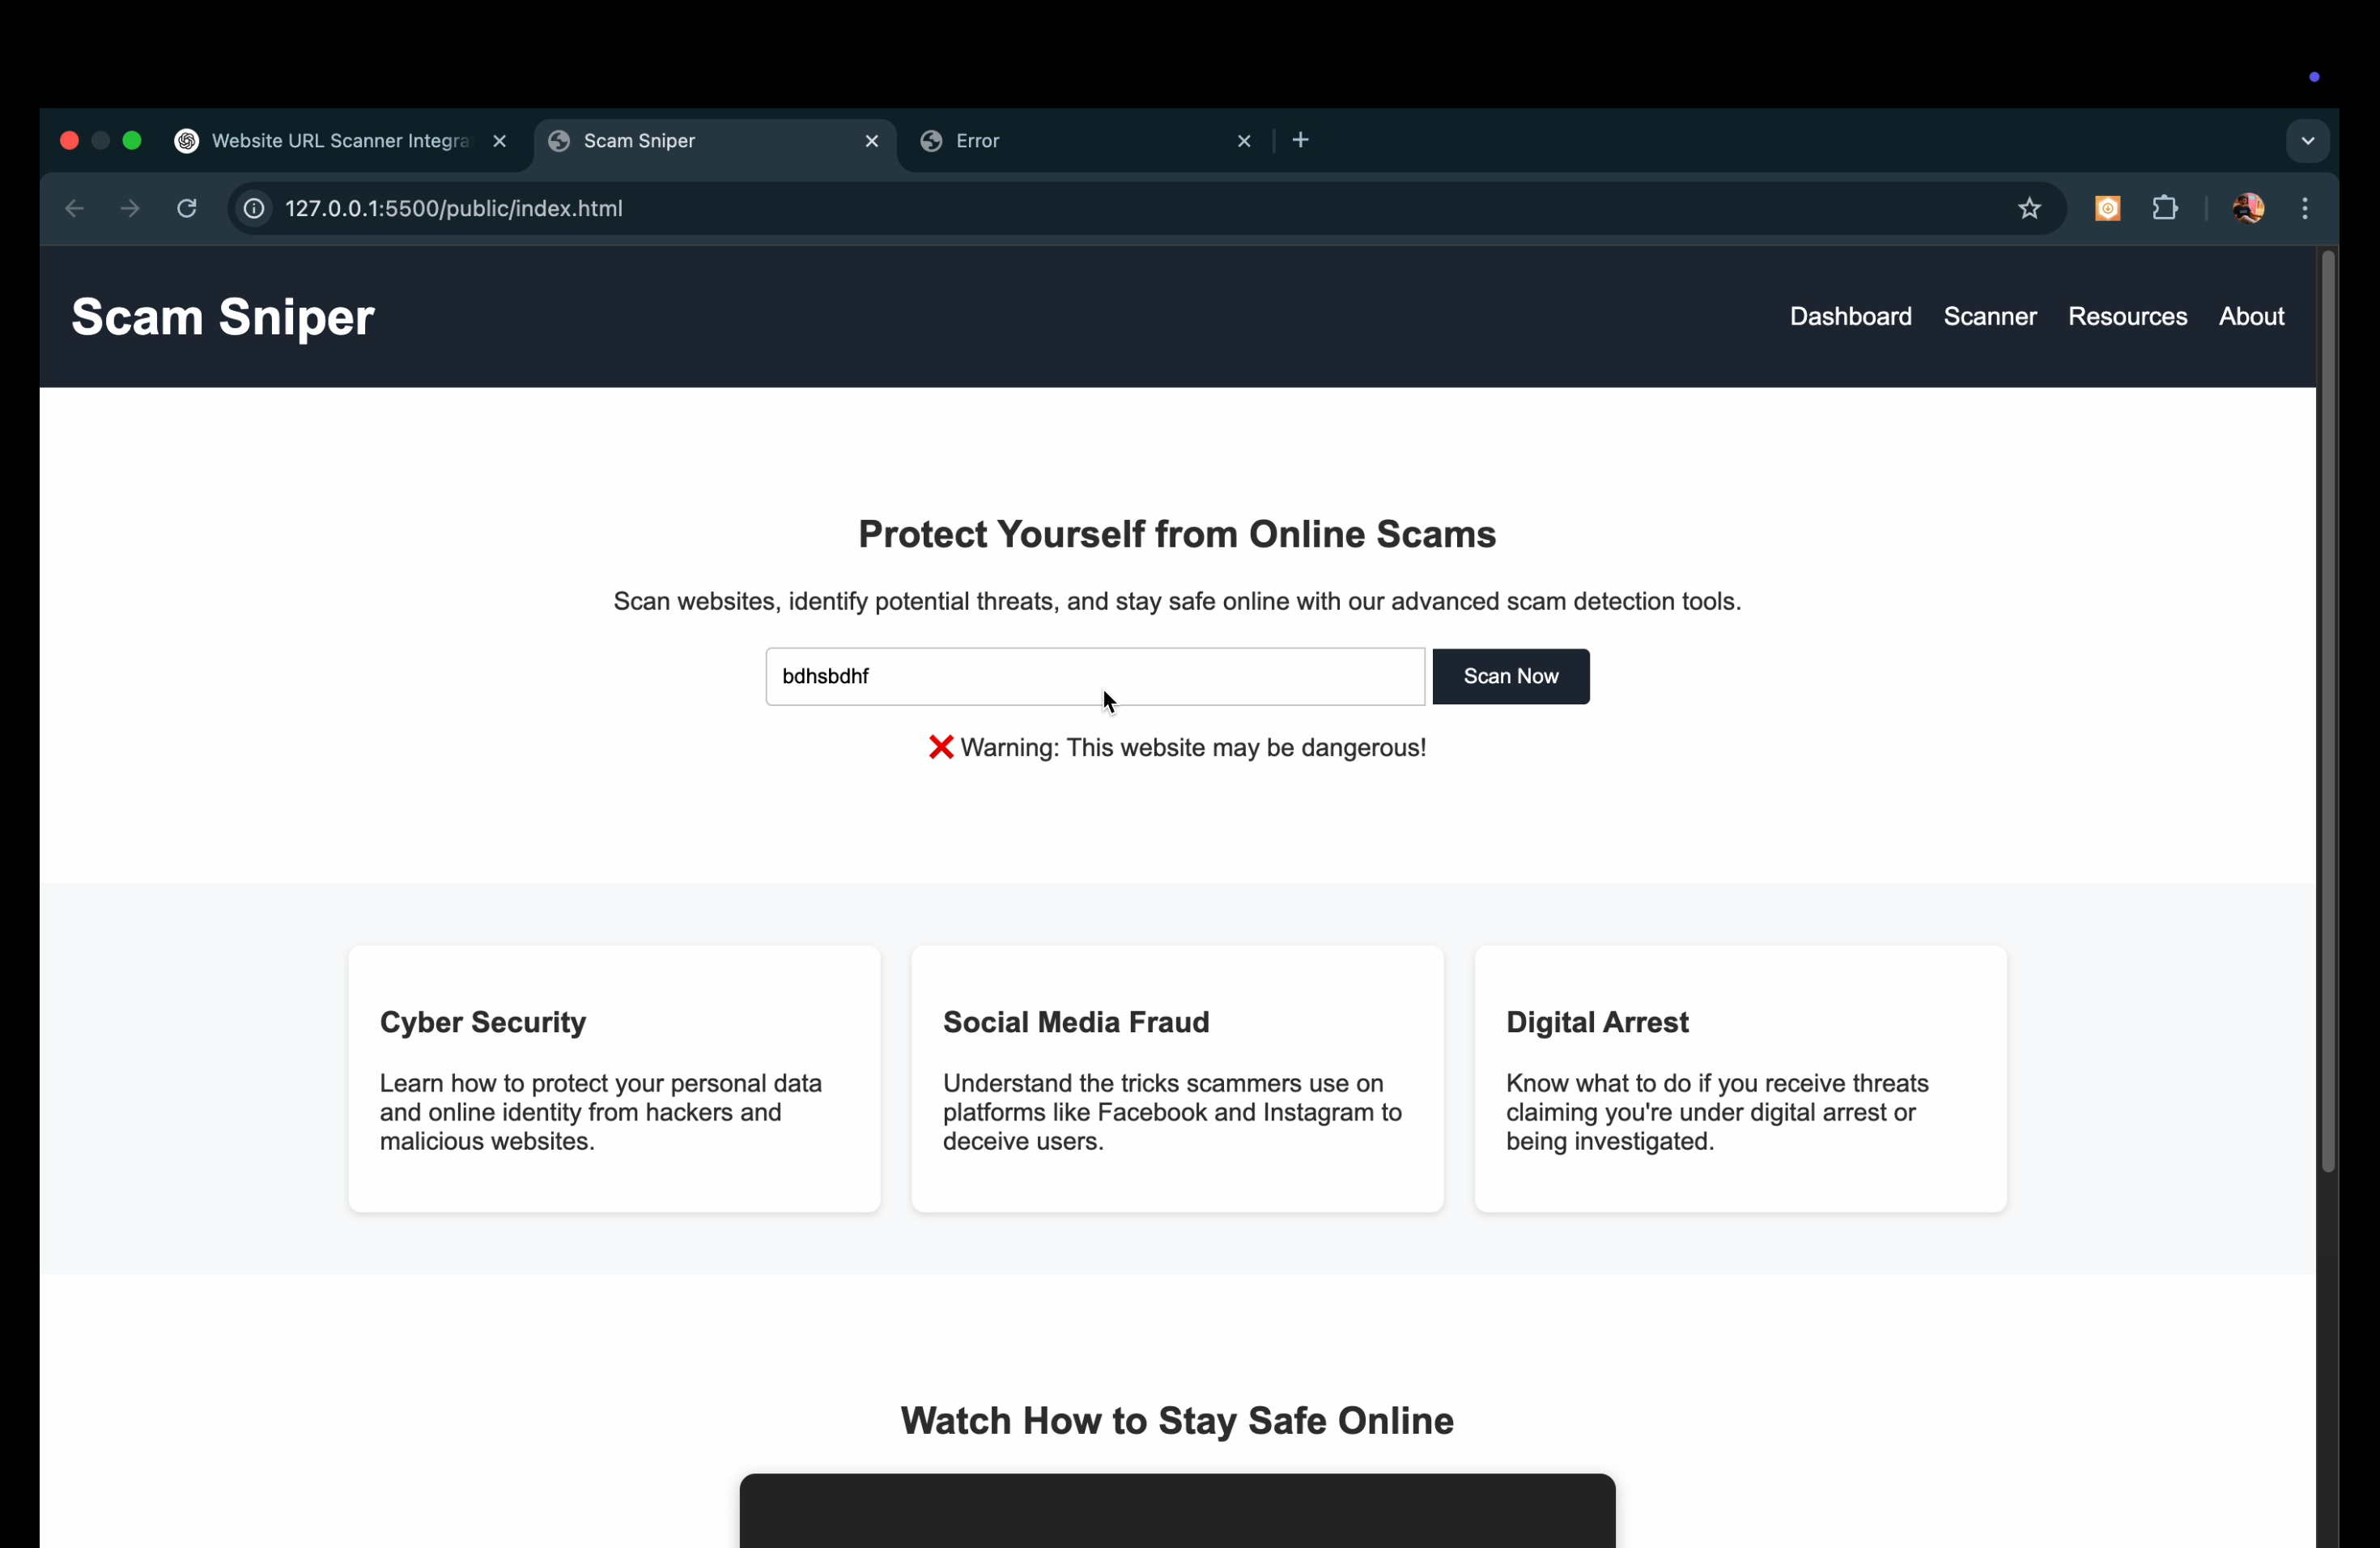 Website URL Scanner Integra
Scam Sniper
Error
127.0.0.1:5500/public/index.html
Scam Sniper
Dashboard Scanner Resources About
Protect Yourself from Online Scams
Scan websites, identify potential threats, and stay safe online with our advanced scam detection tools.
bdhsbdhf
Scan Now
❌ Warning: This website may be dangerous!
Cyber Security
Learn how to protect your personal data
and online identity from hackers and
malicious websites.
Social Media Fraud
Understand the tricks scammers use on
platforms like Facebook and Instagram to
deceive users.
Digital Arrest
Know what to do if you receive threats
claiming you're under digital arrest or
being investigated.
Watch How to Stay Safe Online